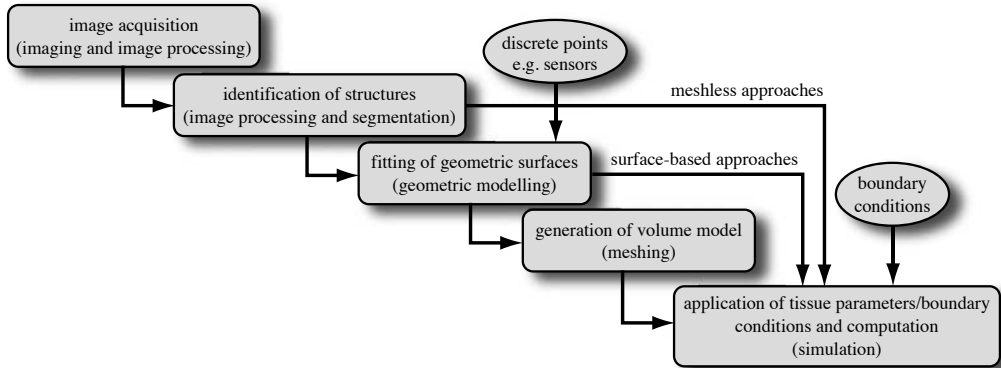 image acquisition
(imaging and image processing)
discrete points
e.g. sensors
identification of structures
(image processing and segmentation)
meshless approaches
fitting of geometric surfaces
(geometric modelling)
surface-based approaches
boundary
conditions
generation of volume model
(meshing)
application of tissue parameters/boundary
conditions and computation
(simulation)